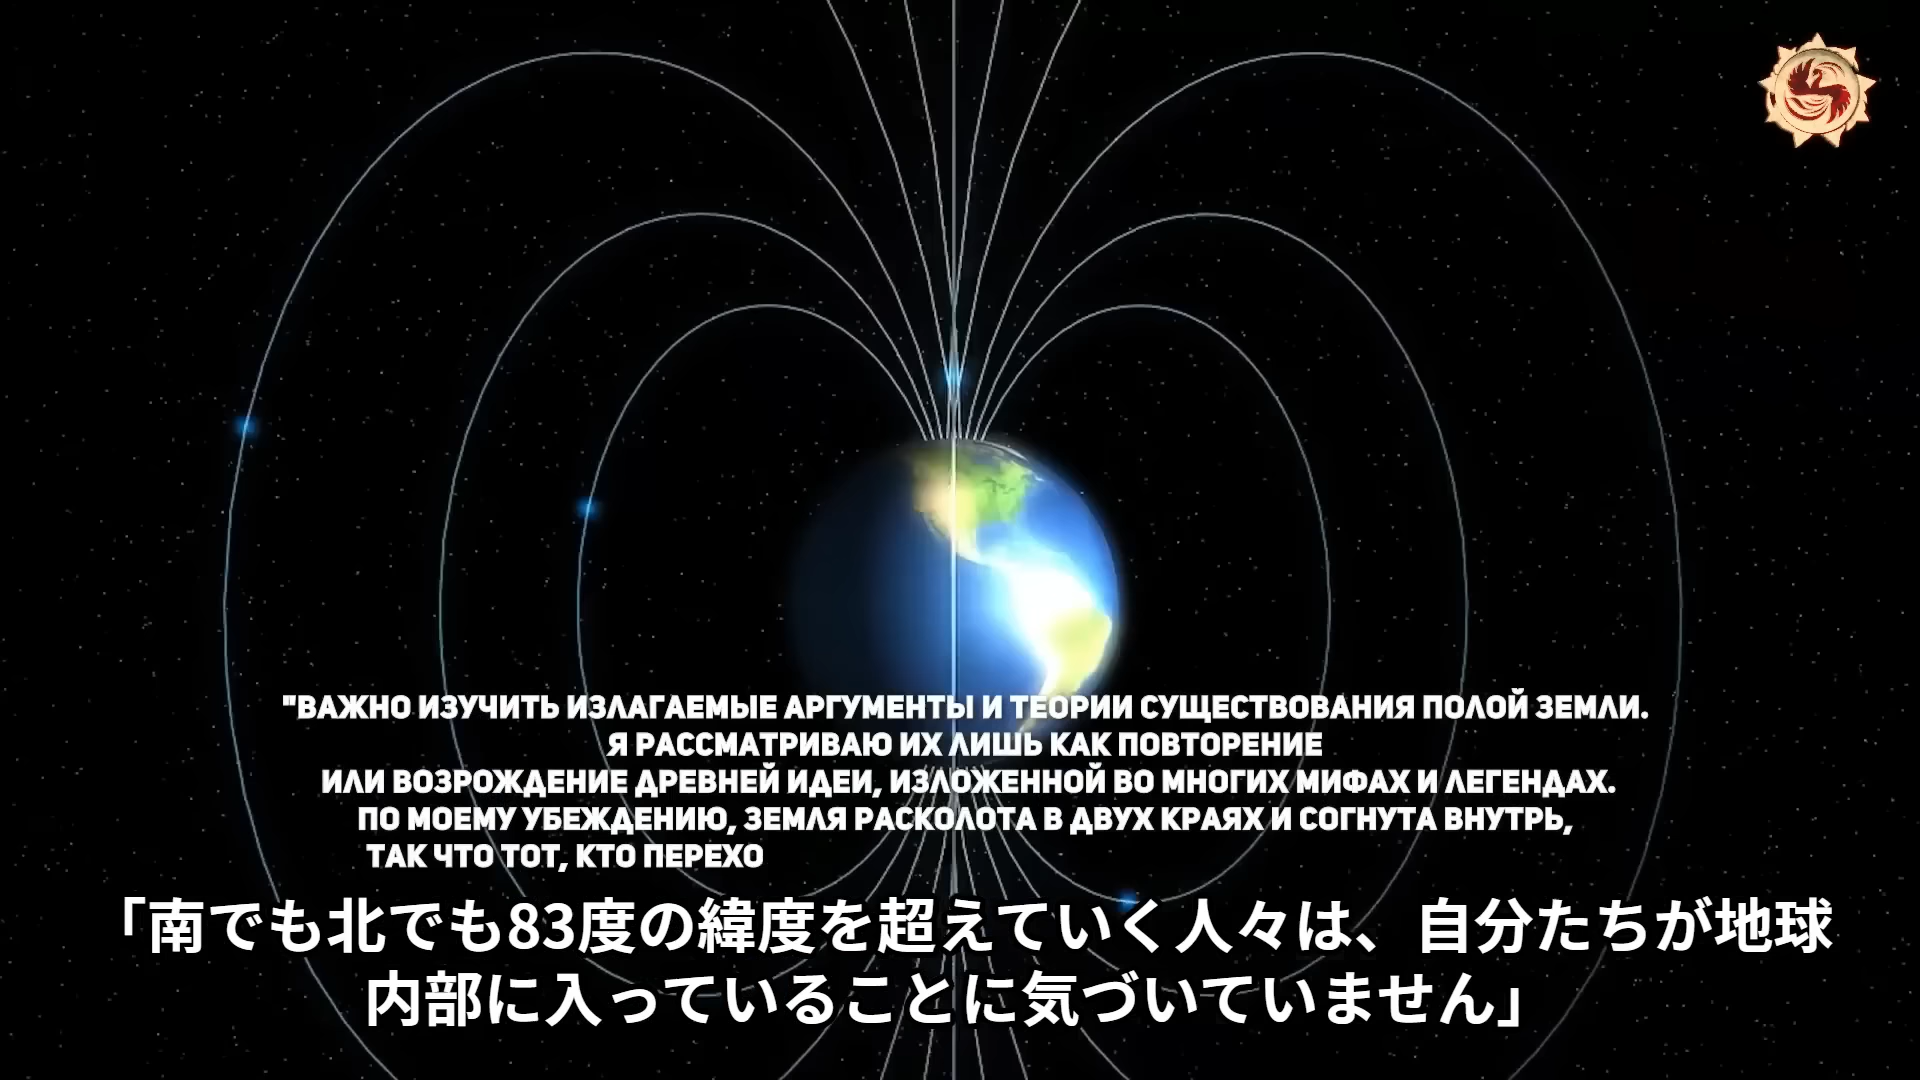 "ВАЖНО ИЗУЧИТЬ ИЗЛАГАЕМЫЕ АРГУМЕНТЫ И ТЕОРИИ СУЩЕСТВОВАНИЯ ПОЛОЙ ЗЕМЛИ.
Я РАССМАТРИВАЮ ИХ ЛИШЬ КАК ПОВТОРЕНИЕ
ИЛИ ВОЗРОЖДЕНИЕ ДРЕВНЕЙ ИДЕИ, ИЗЛОЖЕННОЙ ВО МНОГИХ МИФАХ И ЛЕГЕНДАХ.
ПО МОЕМУ УБЕЖДЕНИЮ, ЗЕМЛЯ РАСКОЛОТА В ДВУХ КРАЯХ И СОГНУТА ВНУТРЬ,
ТАК ЧТО ТОТ, КТО ПЕРЕХО
「南でも北でも83度の緯度を超えていく人々は、自分たちが地球
内部に入っていることに気づいていません」